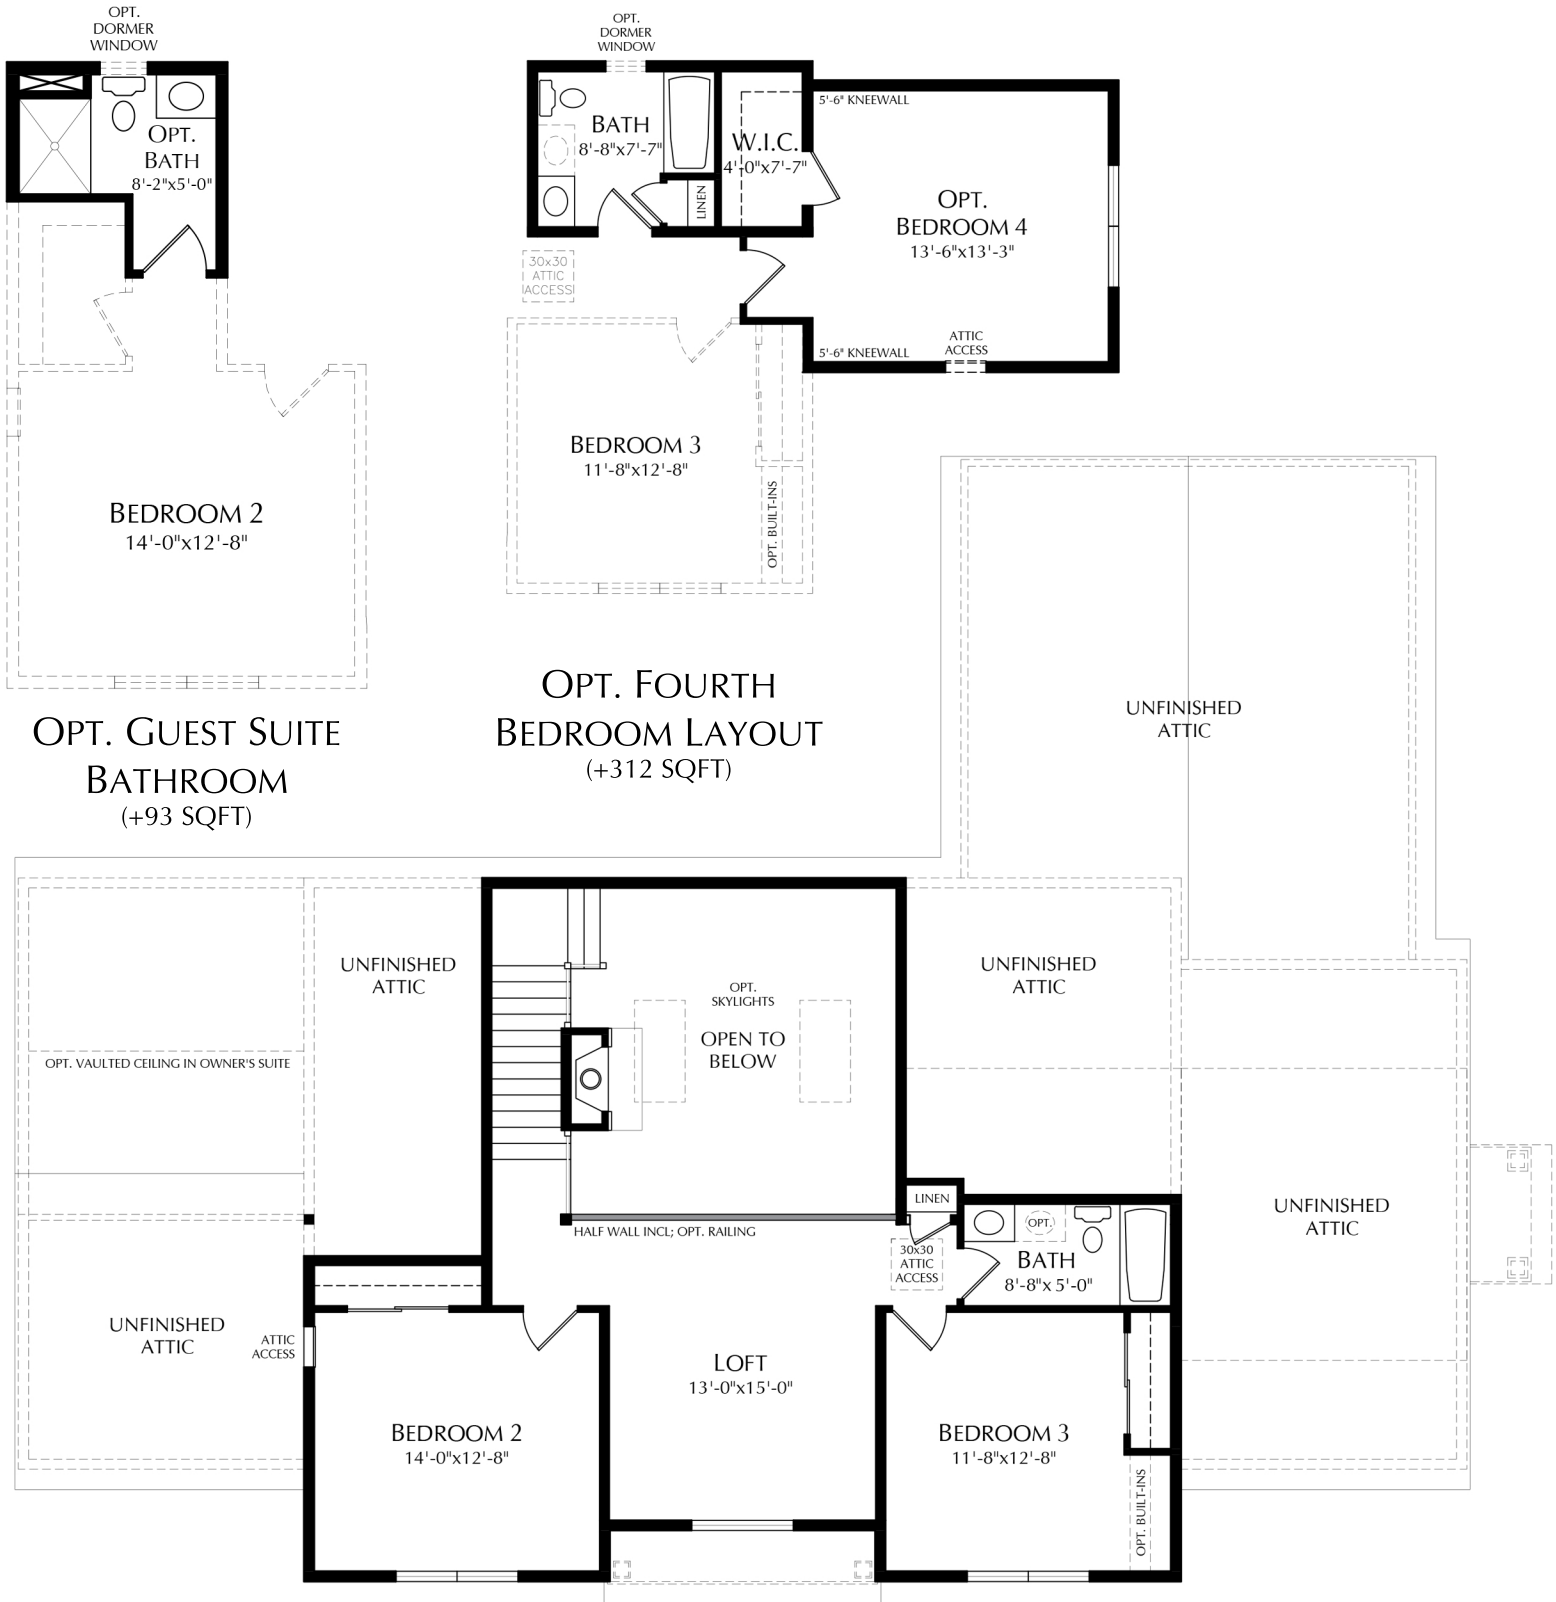 OPT.
DORMER
WINDOW
OPT.
BATH
8'-2"x5'-0"
BEDROOM 2
14'-0"x12'-8"
OPT. GUEST SUITE
BATHROOM
(+93 SQFT)
OPT.
DORMER
WINDOW
BATH
8'-8"x7'-7"
LINEN
W.I.C.
4'-0"x7'-7"
5'-6" KNEEWALL
OPT.
BEDROOM 4
13'-6"x13'-3"
30x30
ATTIC
ACCESS
5'-6" KNEEWALL
ATTIC
ACCESS
BEDROOM 3
11'-8"x12'-8"
OPT. BUILT-INS
OPT. FOURTH
BEDROOM LAYOUT
(+312 SQFT)
UNFINISHED
ATTIC
UNFINISHED
ATTIC
OPT. VAULTED CEILING IN OWNER'S SUITE
OPT.
SKYLIGHTS
OPEN TO
BELOW
UNFINISHED
ATTIC
HALF WALL INCL; OPT. RAILING
LINEN
30x30
ATTIC
ACCESS
OPT.
BATH
8'-8"x 5'-0"
UNFINISHED
ATTIC
UNFINISHED
ATTIC
ATTIC
ACCESS
LOFT
13'-0"x15'-0"
BEDROOM 2
14'-0"x12'-8"
BEDROOM 3
11'-8"x12'-8"
OPT. BUILT-INS